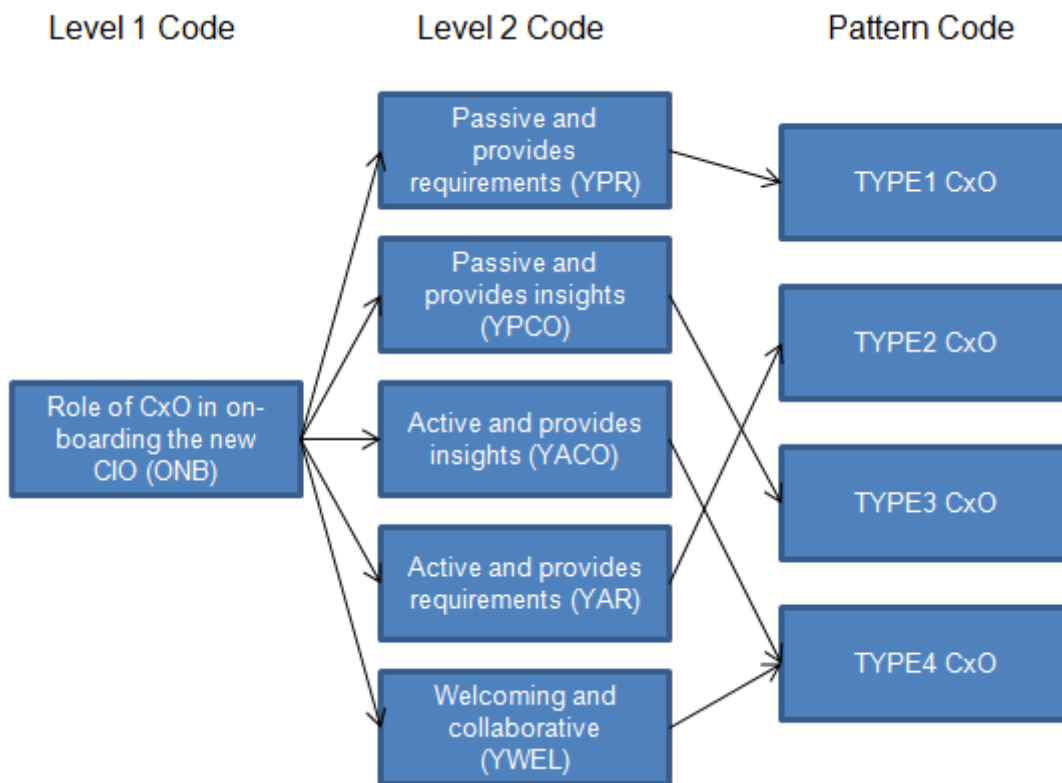 Level 1 Code
Level 2 Code
Pattern Code
Role of CxO in on-
boarding the new
CIO (ONB)
Passive and
provides
requirements (YPR)
Passive and
provides insights
(YPCO)
Active and provides
insights (YACO)
Active and provides
requirements (YAR)
Welcoming and
collaborative
(YWEL)
TYPE1 CxO
TYPE2 CxO
TYPE3 CxO
TYPE4 CxO